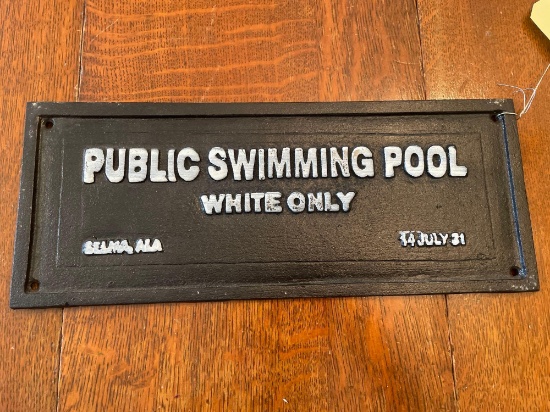 PUBLIC SWIMMING POOL
WHITE ONLY
SELMA, ALA 14 JULY 31